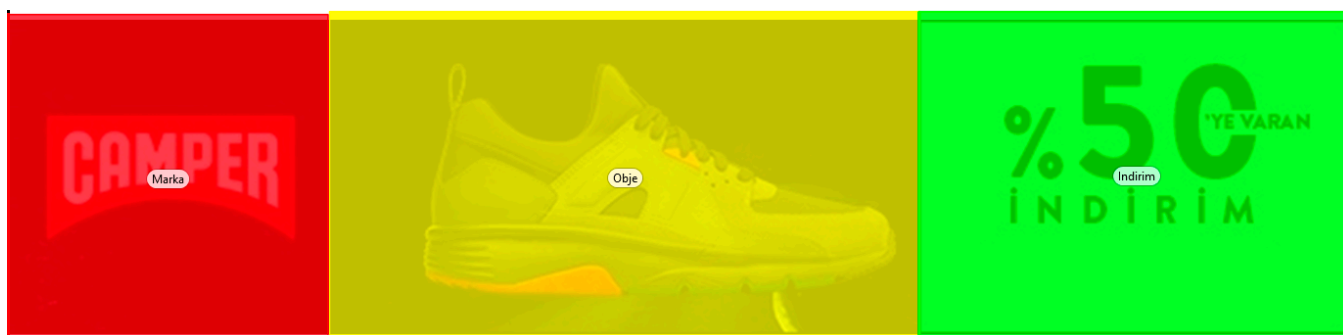 CAMPER
Marka
Obje
%50
'YE VARAN
Indirim
İNDİRİM